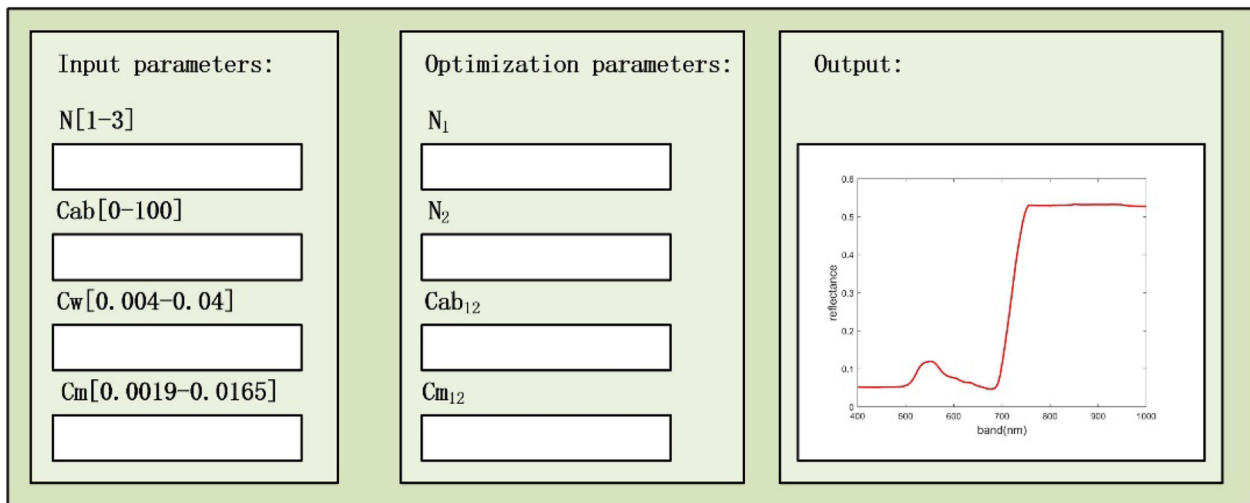 Input parameters:
N[1-3]
Cab[0-100]
Cw[0.004-0.04]
Cm[0.0019-0.0165]
Optimization parameters:
N₁
N₂
Cab₁₂
Cm₁₂
Output:
0.6
0.5
0.4
0.3
0.2
0.1
0
reflectance
400 500 600 700 800 900 1000
band(nm)